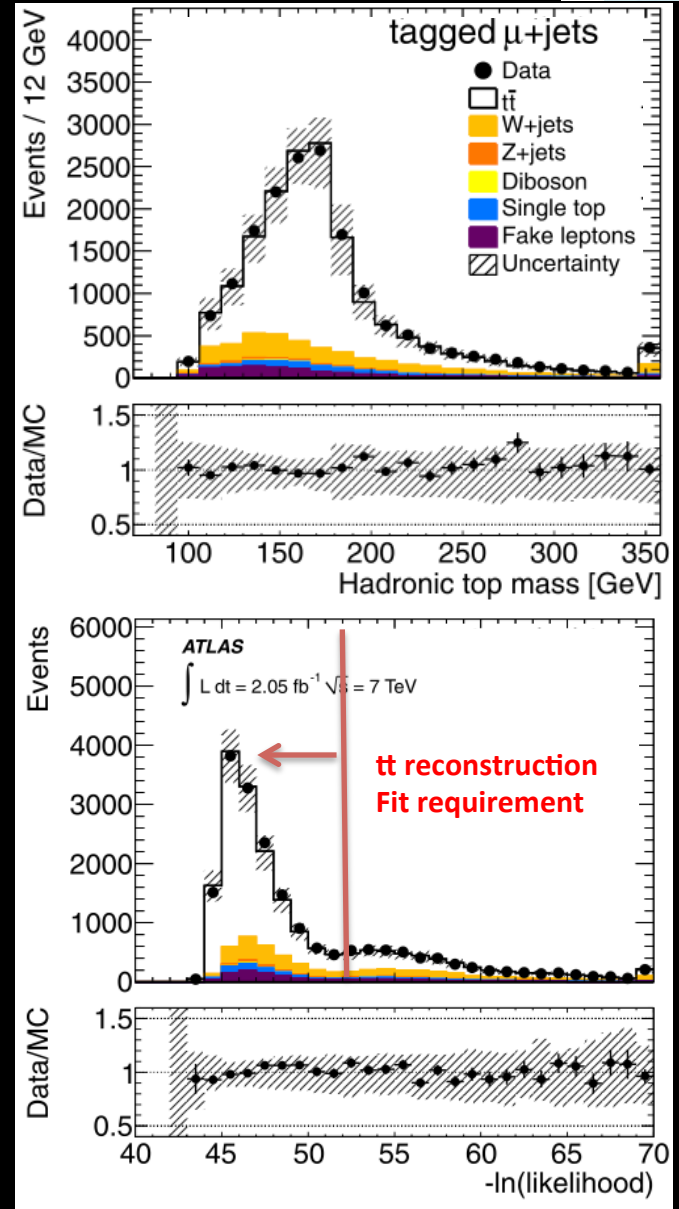 tagged μ+jets
Data
tt̄
W+jets
Z+jets
Diboson
Single top
Fake leptons
Uncertainty
Events / 12 GeV
4000
3500
3000
2500
2000
1500
1000
500
0
Data/MC
1.5
1
0.5
100 150 200 250 300 350
Hadronic top mass [GeV]
Events
6000
5000
4000
3000
2000
1000
0
ATLAS
∫ L dt = 2.05 fb⁻¹ √s = 7 TeV
tt reconstruction
Fit requirement
Data/MC
1.5
1
0.5
40 45 50 55 60 65 70
-ln(likelihood)